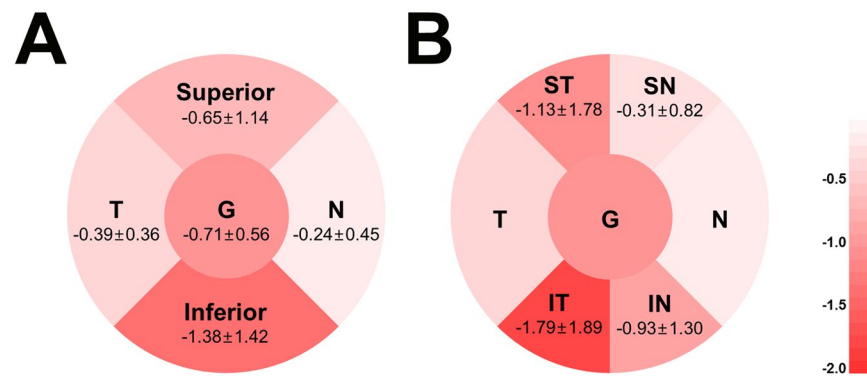 A
B
Superior
-0.65±1.14
T
-0.39±0.36
G
-0.71±0.56
N
-0.24±0.45
Inferior
-1.38±1.42
ST
-1.13±1.78
SN
-0.31±0.82
T
G
N
IT
-1.79±1.89
IN
-0.93±1.30
-0.5
-1.0
-1.5
-2.0